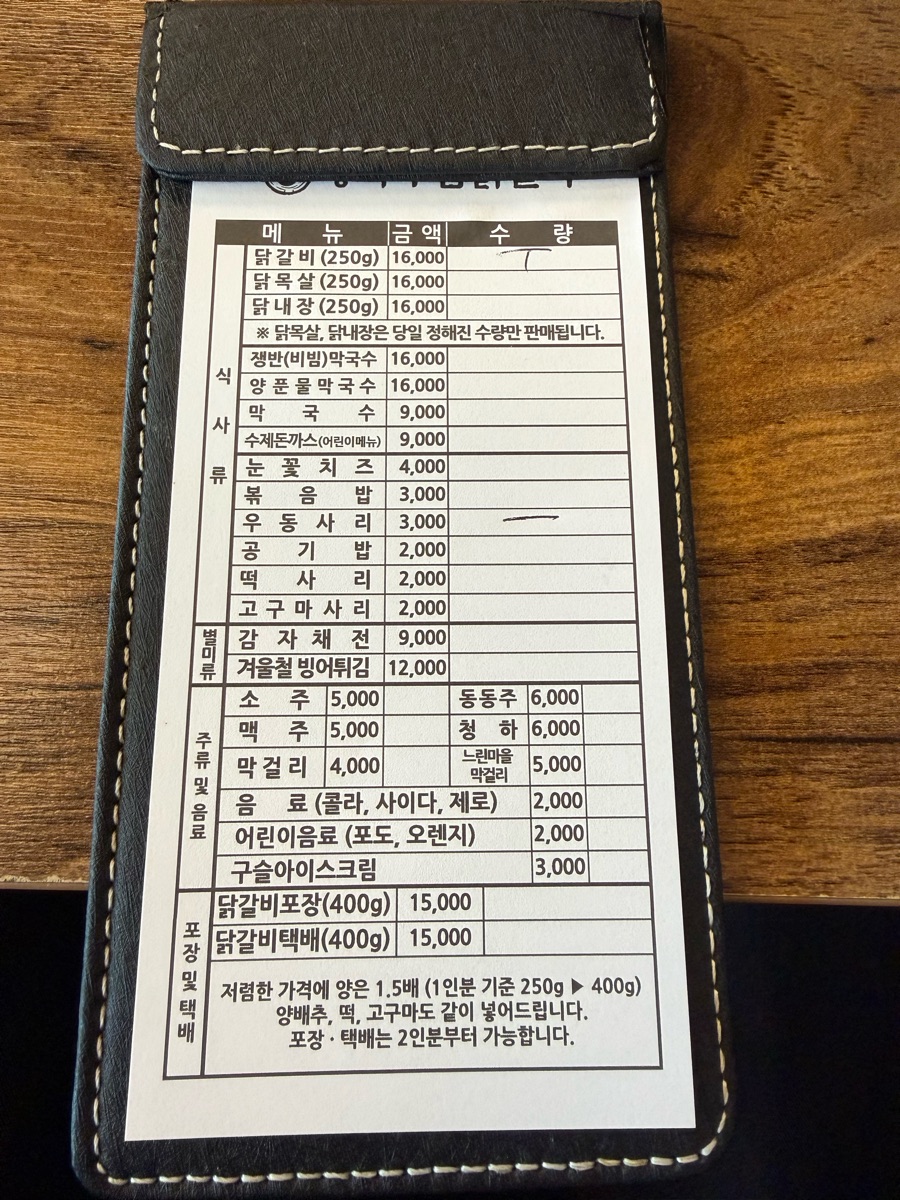 메 뉴 금 액 수 량
식 사 류
닭 갈 비 (250g) 16,000
닭 목 살 (250g) 16,000
닭 내 장 (250g) 16,000
※ 닭목살, 닭내장은 당일 정해진 수량만 판매됩니다.
쟁반(비빔)막국수 16,000
양 푼 물 막 국 수 16,000
막 국 수 9,000
수제돈까스(어린이메뉴) 9,000
눈 꽃 치 즈 4,000
볶 음 밥 3,000
우 동 사 리 3,000
공 기 밥 2,000
떡 사 리 2,000
고 구 마 사 리 2,000
별미류
감 자 채 전 9,000
겨울철 빙어튀김 12,000
주류 및 음료
소 주 5,000 동동주 6,000
맥 주 5,000 청 하 6,000
막 걸 리 4,000 느린마을 막걸리 5,000
음 료 (콜라, 사이다, 제로) 2,000
어린이음료 (포도, 오렌지) 2,000
구슬아이스크림 3,000
포장 및 택배
닭갈비포장(400g) 15,000
닭갈비택배(400g) 15,000
저렴한 가격에 양은 1.5배 (1인분 기준 250g ▶ 400g)
양배추, 떡, 고구마도 같이 넣어드립니다.
포장 · 택배는 2인분부터 가능합니다.